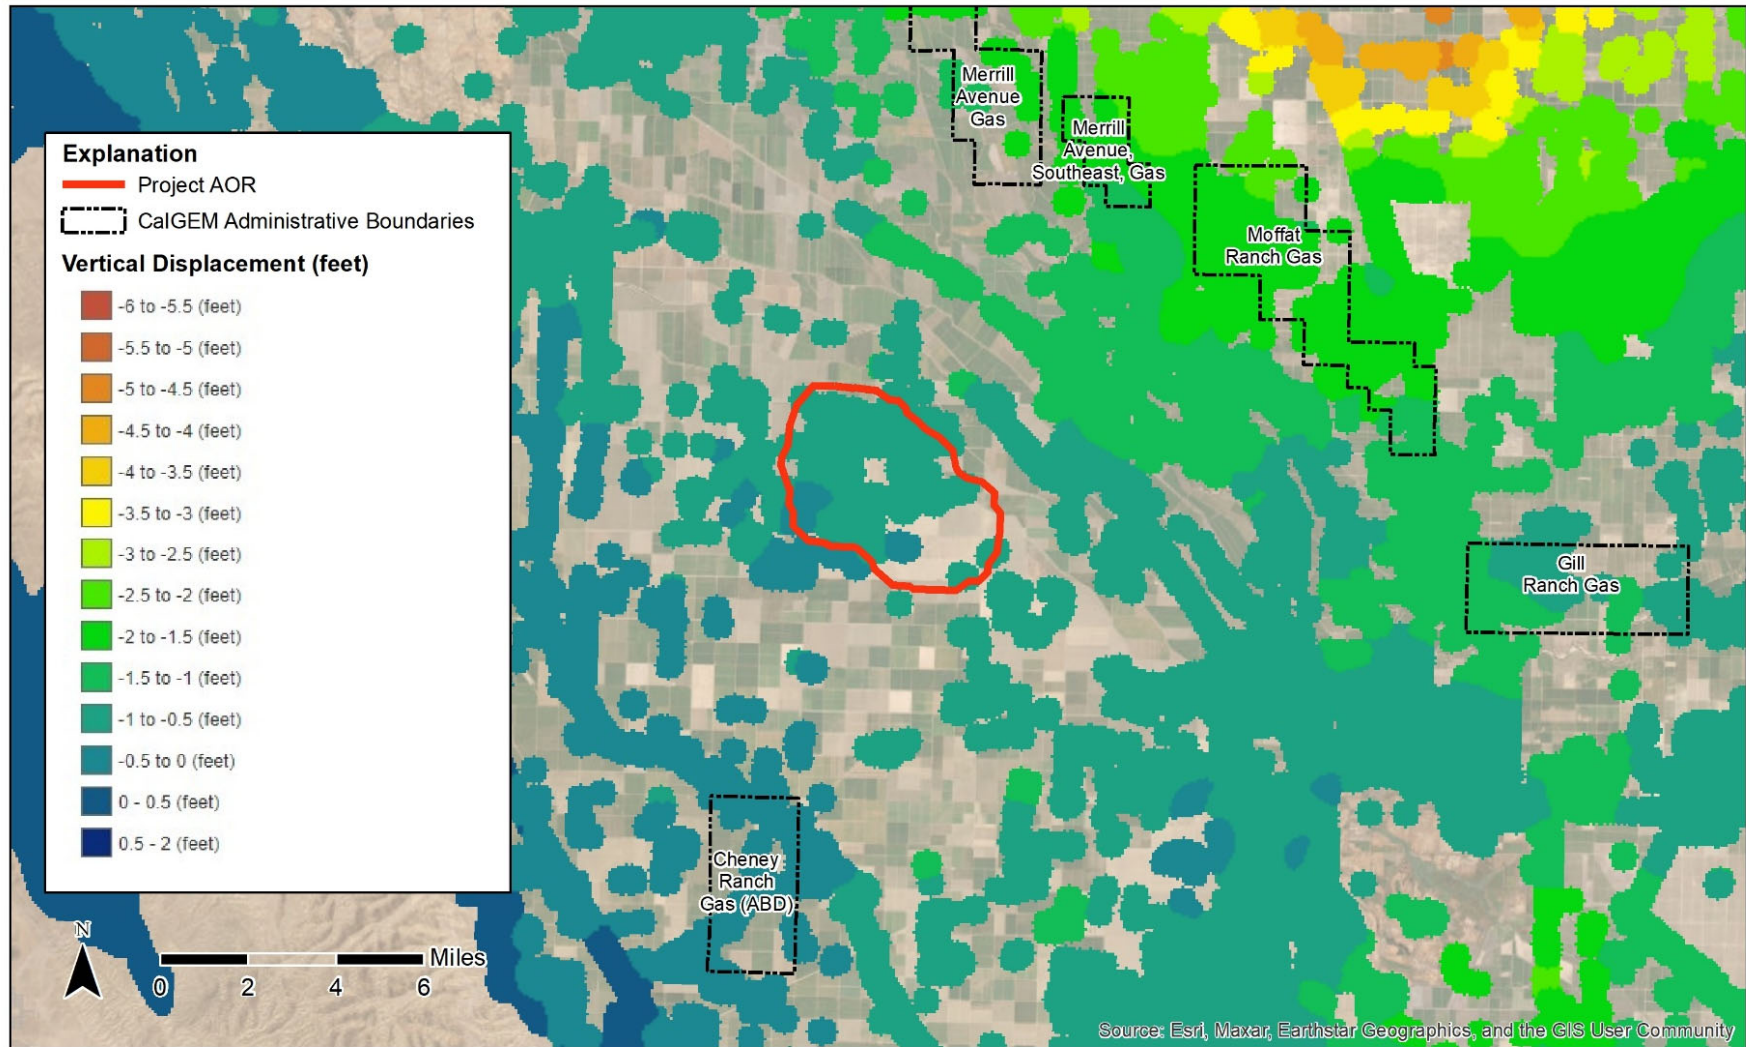 Explanation
Project AOR
CalGEM Administrative Boundaries
Vertical Displacement (feet)
-6 to -5.5 (feet)
-5.5 to -5 (feet)
-5 to -4.5 (feet)
-4.5 to -4 (feet)
-4 to -3.5 (feet)
-3.5 to -3 (feet)
-3 to -2.5 (feet)
-2.5 to -2 (feet)
-2 to -1.5 (feet)
-1.5 to -1 (feet)
-1 to -0.5 (feet)
-0.5 to 0 (feet)
0 - 0.5 (feet)
0.5 - 2 (feet)
Merrill
Avenue
Gas
Merrill
Avenue,
Southeast, Gas
Moffat
Ranch Gas
Gill
Ranch Gas
Cheney
Ranch
Gas (ABD)
N
Miles
0 2 4 6
Source: Esri, Maxar, Earthstar Geographics, and the GIS User Community